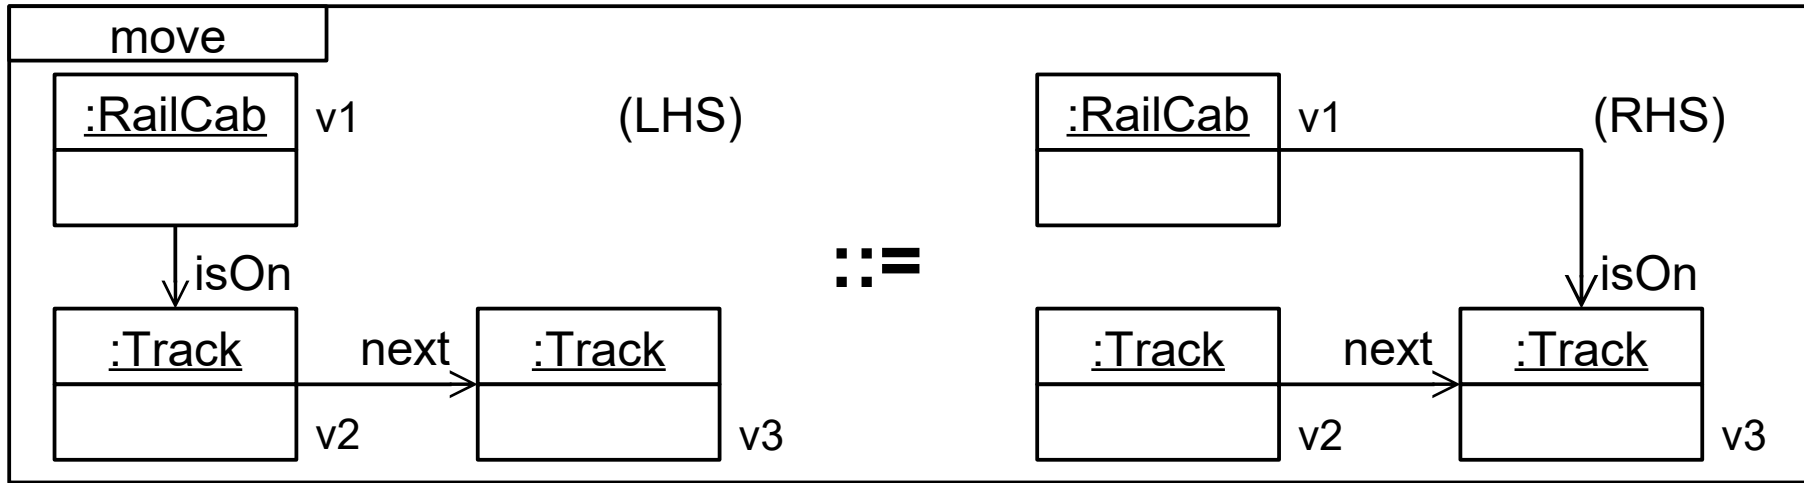 move
:RailCab v1 (LHS)
:RailCab v1 (RHS)
::=
isOn
isOn
:Track next :Track
:Track next :Track
v2 v3
v2 v3